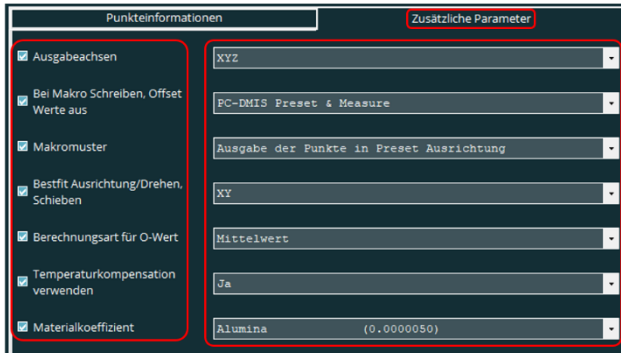 Punkteinformationen
Zusätzliche Parameter
Ausgabeachsen
XYZ
Bei Makro Schreiben, Offset
Werte aus
PC-DMIS Preset & Measure
Makromuster
Ausgabe der Punkte in Preset Ausrichtung
Bestfit Ausrichtung/Drehen,
Schieben
XY
Berechnungsart für O-Wert
Mittelwert
Temperaturkompensation
verwenden
Ja
Materialkoeffizient
Alumina (0.0000050)